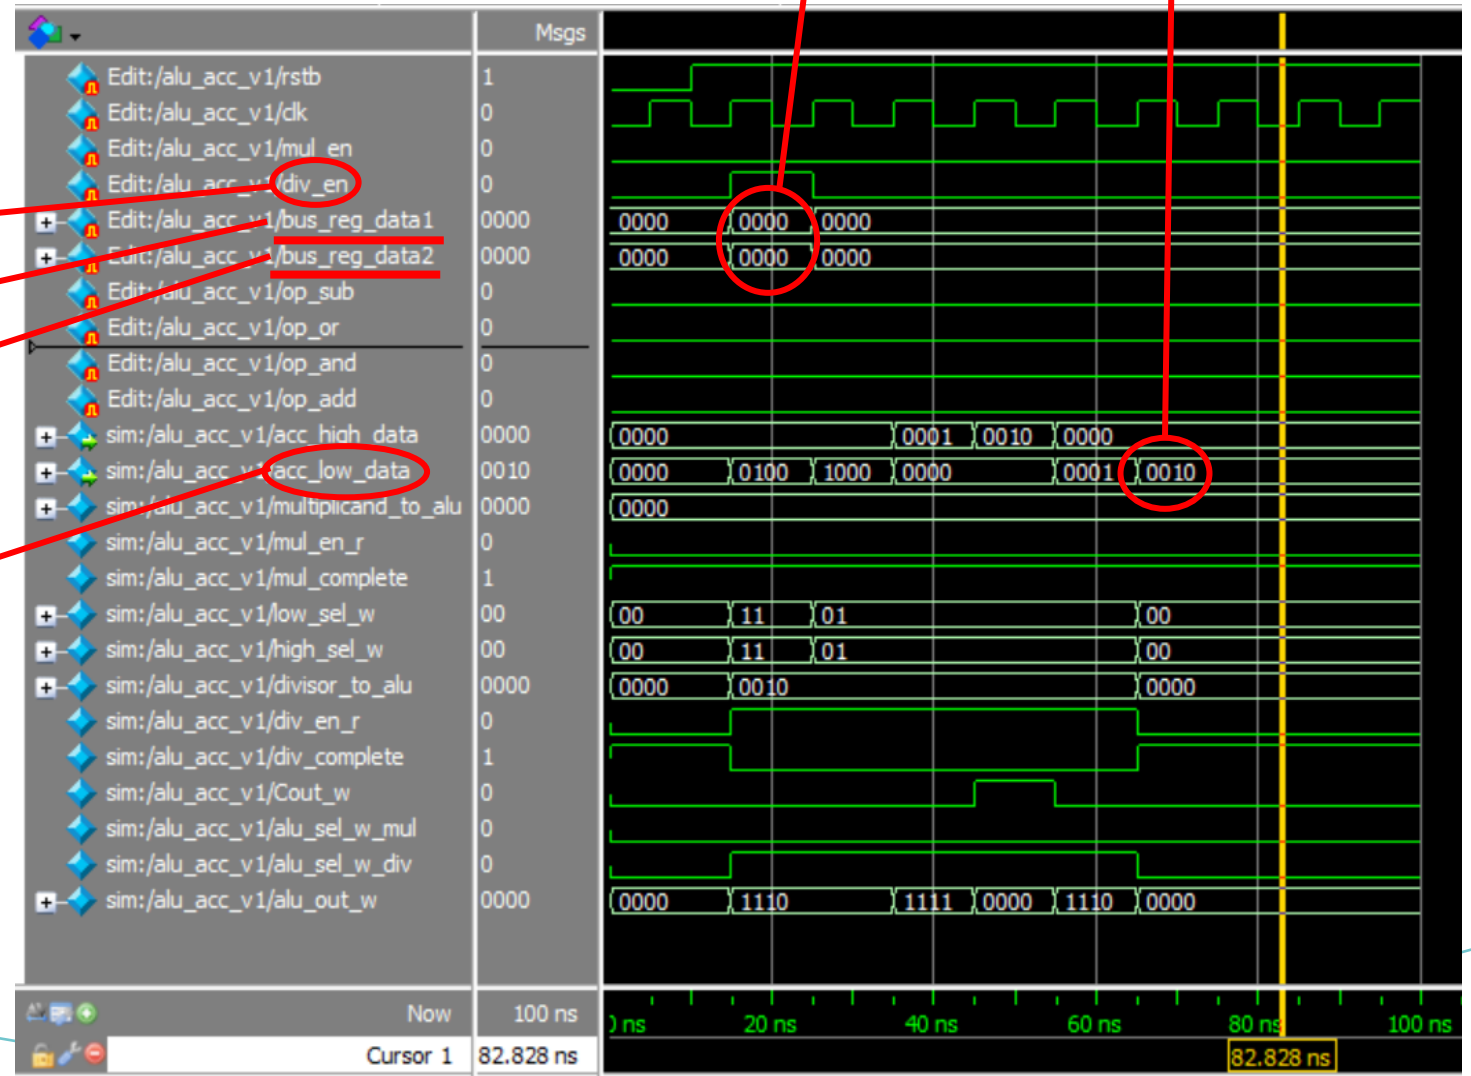 Msgs
Edit:/alu_acc_v1/rstb 1
Edit:/alu_acc_v1/clk 0
Edit:/alu_acc_v1/mul_en 0
Edit:/alu_acc_v1/div_en 0
Edit:/alu_acc_v1/bus_reg_data1 0000 0000 0000 0000
Edit:/alu_acc_v1/bus_reg_data2 0000 0000 0000 0000
Edit:/alu_acc_v1/op_sub 0
Edit:/alu_acc_v1/op_or 0
Edit:/alu_acc_v1/op_and 0
Edit:/alu_acc_v1/op_add 0
sim:/alu_acc_v1/acc_high_data 0000 0000 0001 0010 0000
sim:/alu_acc_v1/acc_low_data 0010 0000 0100 1000 0000 0001 0010
sim:/alu_acc_v1/multiplicand_to_alu 0000 0000
sim:/alu_acc_v1/mul_en_r 0
sim:/alu_acc_v1/mul_complete 1
sim:/alu_acc_v1/low_sel_w 00 00 11 01 00
sim:/alu_acc_v1/high_sel_w 00 00 11 01 00
sim:/alu_acc_v1/divisor_to_alu 0000 0000 0010 0000
sim:/alu_acc_v1/div_en_r 0
sim:/alu_acc_v1/div_complete 1
sim:/alu_acc_v1/Cout_w 0
sim:/alu_acc_v1/alu_sel_w_mul 0
sim:/alu_acc_v1/alu_sel_w_div 0
sim:/alu_acc_v1/alu_out_w 0000 0000 1110 1111 0000 1110 0000
Now 100 ns ns 20 ns 40 ns 60 ns 80 ns 100 ns
Cursor 1 82.828 ns 82.828 ns